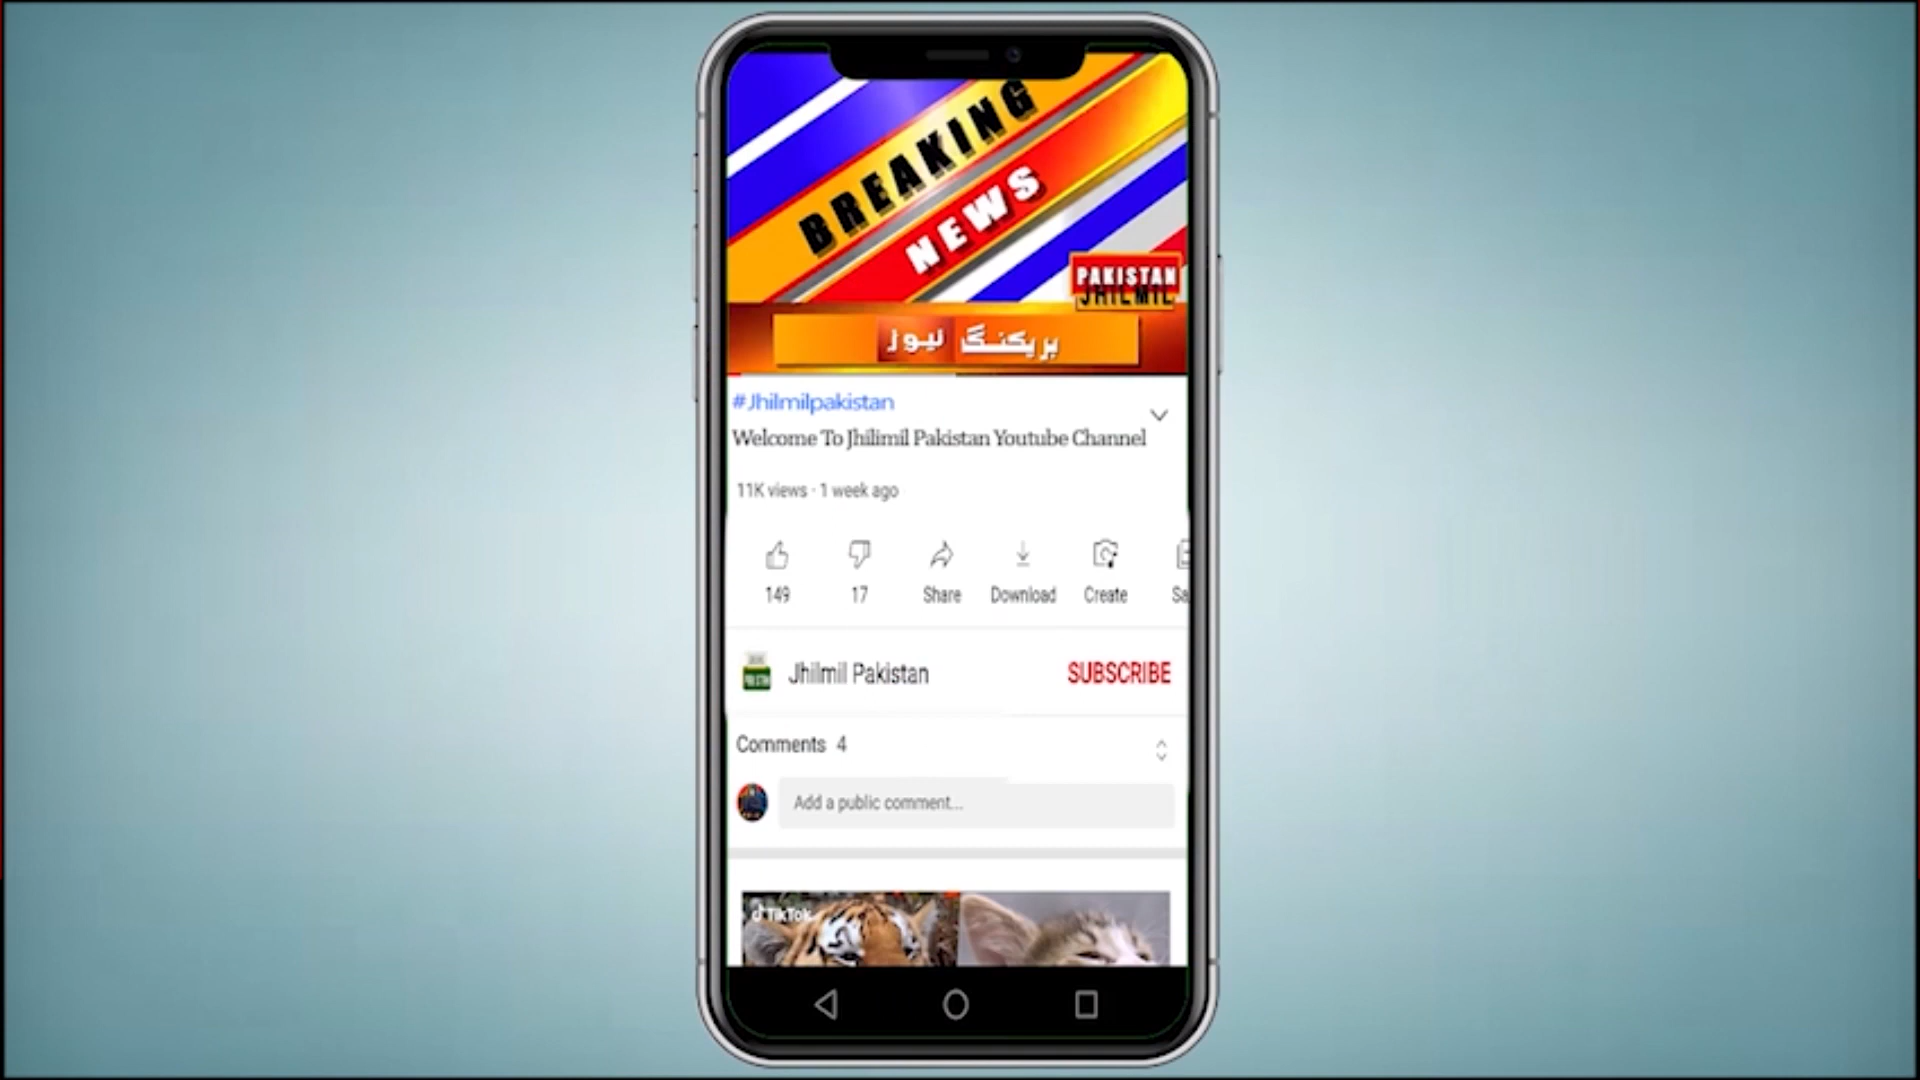 BREAKING
NEWS
PAKISTAN
JHILMIL
بریکنگ نیوز
#Jhilmilpakistan
Welcome To Jhilimil Pakistan Youtube Channel
11K views · 1 week ago
149
17
Share
Download
Create
Sa
Jhilmil Pakistan
SUBSCRIBE
Comments 4
Add a public comment...
TikTok